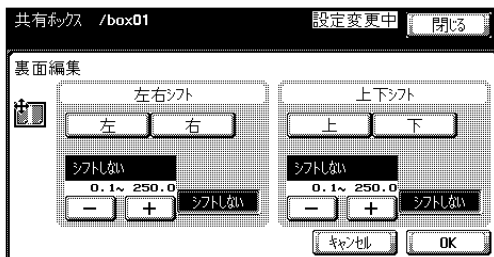 共有ﾎﾞｯｸｽ /box01 設定変更中 閉じる
裏面編集
左右ｼﾌﾄ 上下ｼﾌﾄ
左 右 上 下
ｼﾌﾄしない ｼﾌﾄしない
0.1~ 250.0 0.1~ 250.0
− + ｼﾌﾄしない − + ｼﾌﾄしない
ｷｬﾝｾﾙ OK